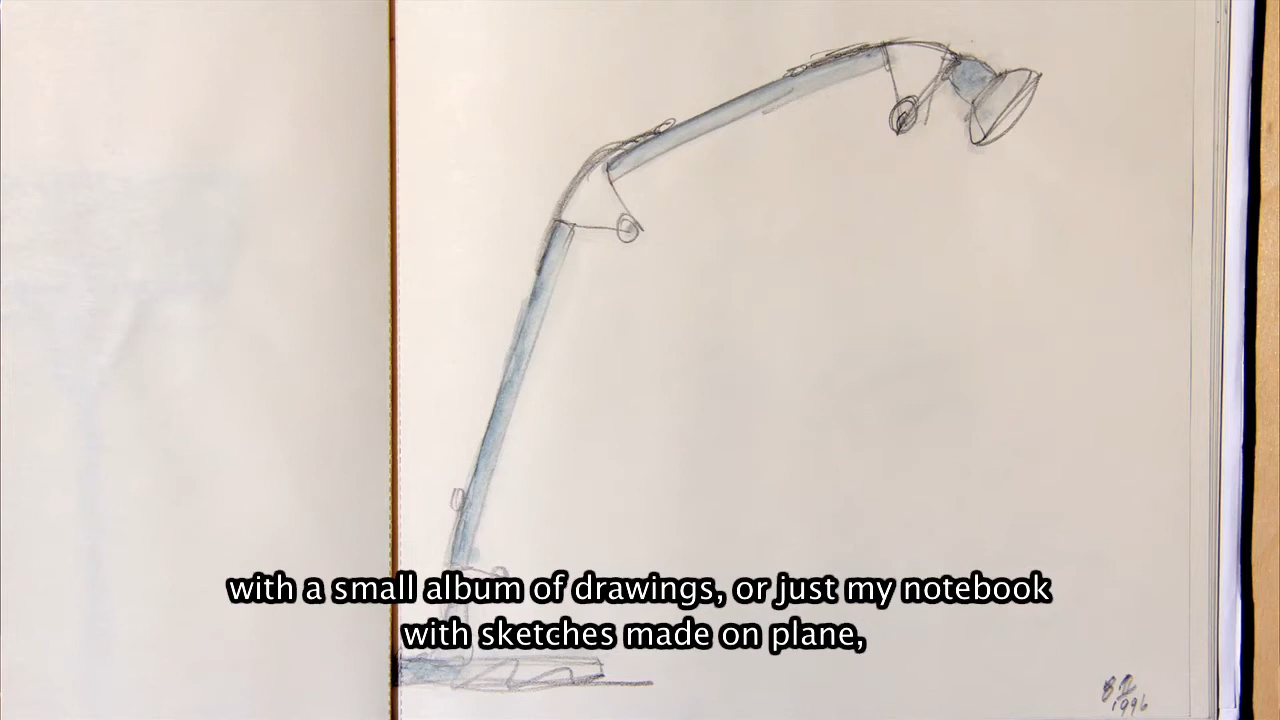 with a small album of drawings, or just my notebook
with sketches made on plane,
1996